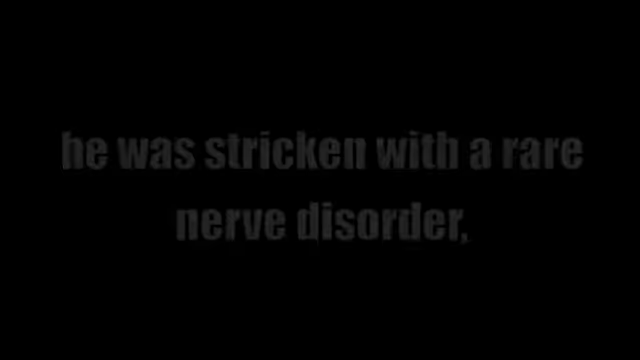 he was stricken with a rare
nerve disorder,